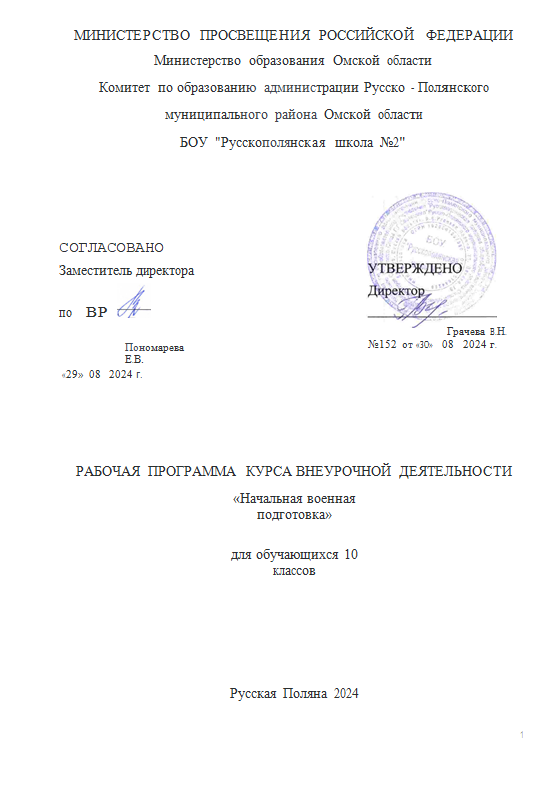 МИНИСТЕРСТВО ПРОСВЕЩЕНИЯ РОССИЙСКОЙ ФЕДЕРАЦИИ
Министерство образования Омской области
Комитет по образованию администрации Русско - Полянского
муниципального района Омской области
БОУ "Русскополянская школа №2"
СОГЛАСОВАНО
Заместитель директора
по ВР
Пономарева
Е.В.
«29» 08 2024 г.
БОУ
УТВЕРЖДЕНО
Директор
Грачева В.Н.
№152 от «30» 08 2024 г.
РАБОЧАЯ ПРОГРАММА КУРСА ВНЕУРОЧНОЙ ДЕЯТЕЛЬНОСТИ
«Начальная военная
подготовка»
для обучающихся 10
классов
Русская Поляна 2024
1